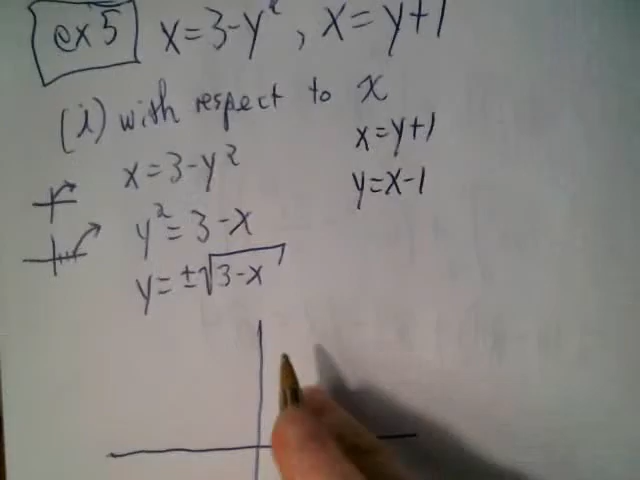 ex 5 x=3-y², x=y+1
(i) with respect to x
x=y+1
x=3-y²
y=x-1
y²=3-x
y=±√3-x